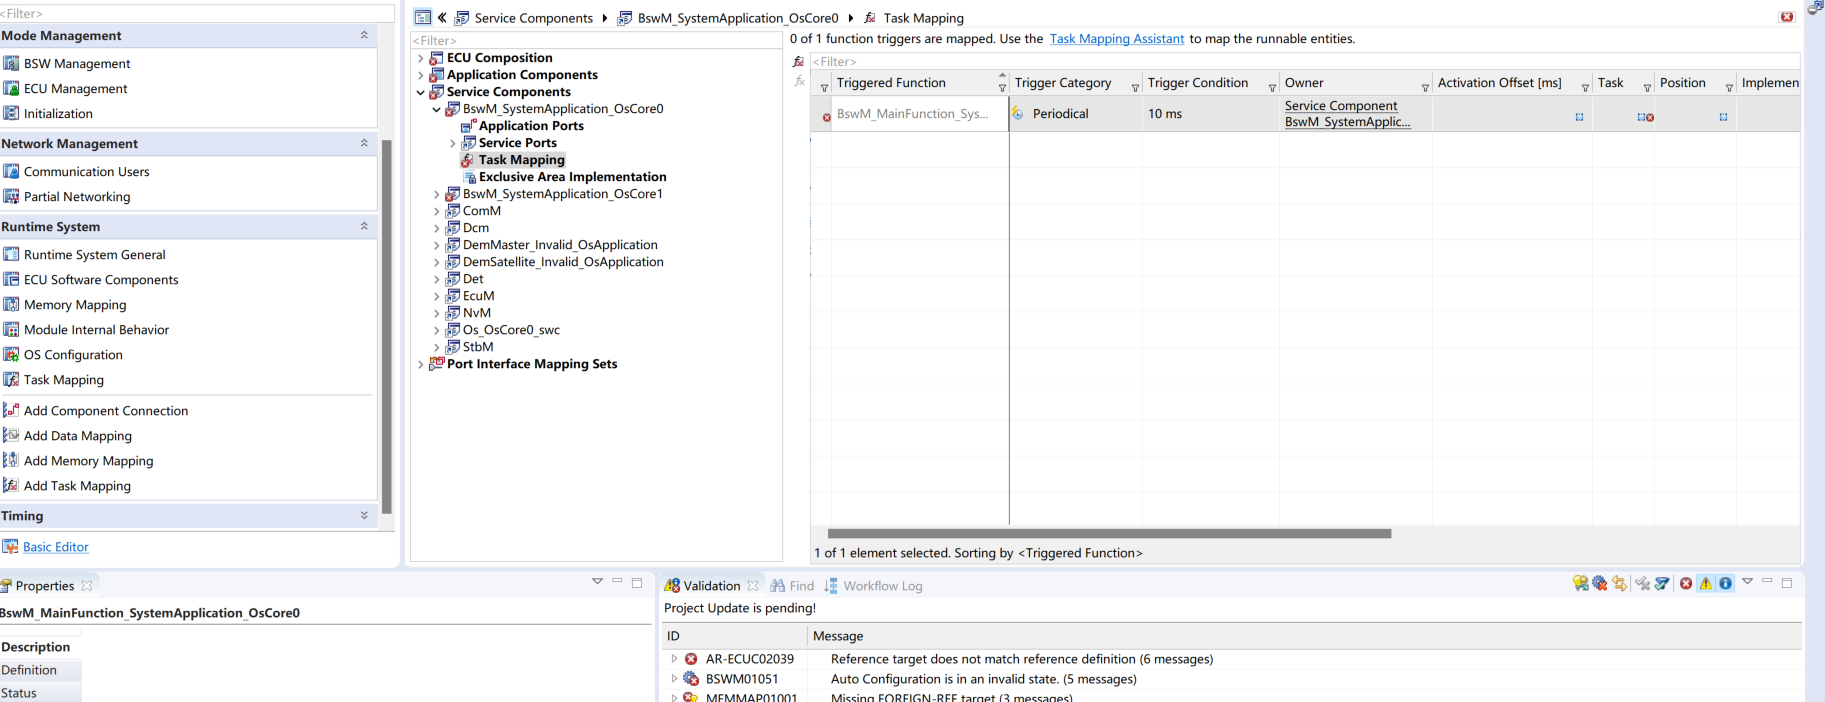 <Filter>
Mode Management
BSW Management
ECU Management
Initialization
Network Management
Communication Users
Partial Networking
Runtime System
Runtime System General
ECU Software Components
Memory Mapping
Module Internal Behavior
OS Configuration
Task Mapping
Add Component Connection
Add Data Mapping
Add Memory Mapping
Add Task Mapping
Timing
Basic Editor
Service Components BswM_SystemApplication_OsCore0 Task Mapping
<Filter>
ECU Composition
Application Components
Service Components
BswM_SystemApplication_OsCore0
Application Ports
Service Ports
Task Mapping
Exclusive Area Implementation
BswM_SystemApplication_OsCore1
ComM
Dcm
DemMaster_Invalid_OsApplication
DemSatellite_Invalid_OsApplication
Det
EcuM
NvM
Os_OsCore0_swc
StbM
Port Interface Mapping Sets
0 of 1 function triggers are mapped. Use the Task Mapping Assistant to map the runnable entities.
<Filter>
Triggered Function Trigger Category Trigger Condition Owner Activation Offset [ms] Task Position Implemen
BswM_MainFunction_Sys... Periodical 10 ms Service Component
BswM_SystemApplic...
1 of 1 element selected. Sorting by <Triggered Function>
Properties
BswM_MainFunction_SystemApplication_OsCore0
Description
Definition
Status
Validation Find Workflow Log
Project Update is pending!
ID Message
AR-ECUC02039 Reference target does not match reference definition (6 messages)
BSWM01051 Auto Configuration is in an invalid state. (5 messages)
MEMMAP01001 Missing FOREIGN-REF target (3 messages)